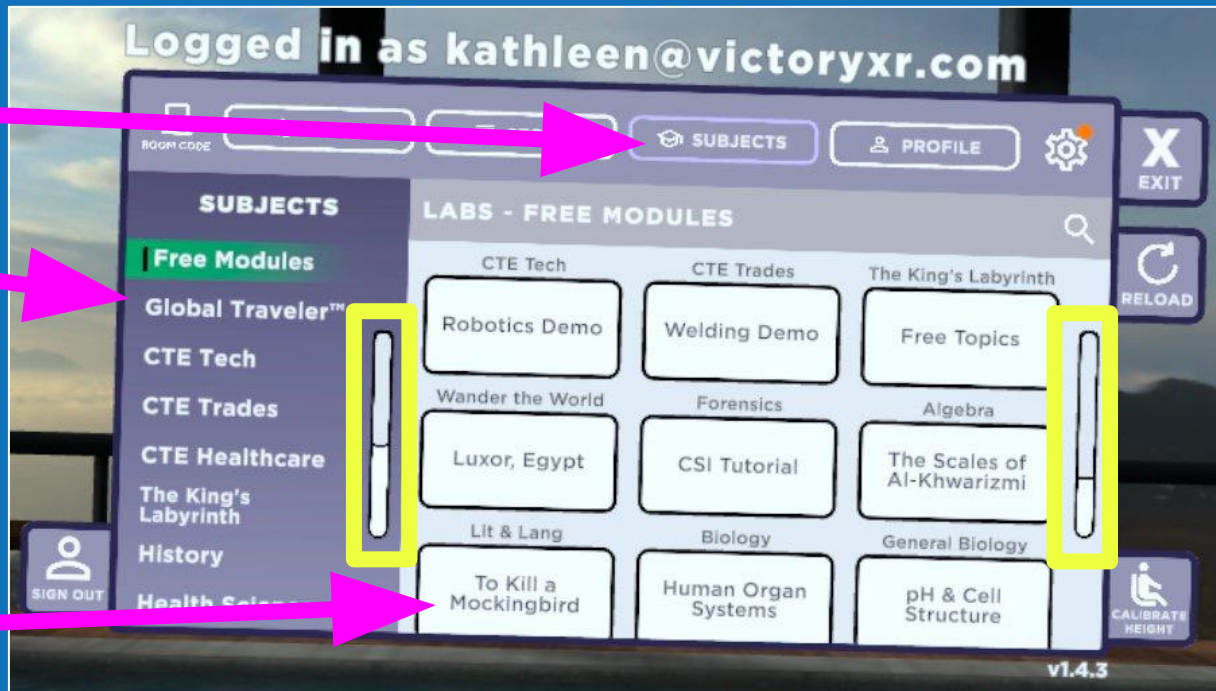 Logged in as kathleen@victoryxr.com
ROOM CODE
SUBJECTS
PROFILE
X
EXIT
SUBJECTS
LABS - FREE MODULES
Free Modules
Global Traveler™
CTE Tech
CTE Trades
CTE Healthcare
The King's
Labyrinth
History
Health Scien
CTE Tech
Robotics Demo
CTE Trades
Welding Demo
The King's Labyrinth
Free Topics
Wander the World
Luxor, Egypt
Forensics
CSI Tutorial
Algebra
The Scales of
Al-Khwarizmi
Lit & Lang
To Kill a
Mockingbird
Biology
Human Organ
Systems
General Biology
pH & Cell
Structure
RELOAD
SIGN OUT
CALIBRATE
HEIGHT
v1.4.3